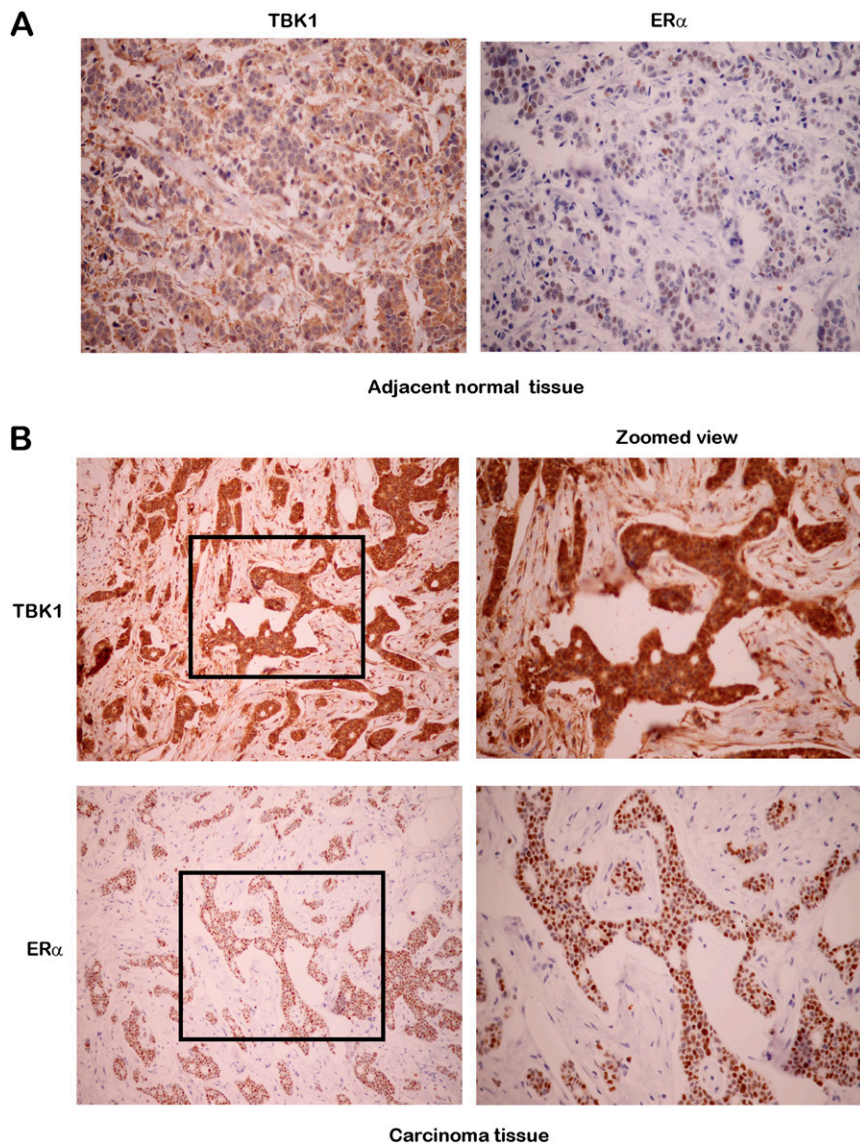 A
TBK1
ERα
Adjacent normal tissue
B
Zoomed view
TBK1
ERα
Carcinoma tissue